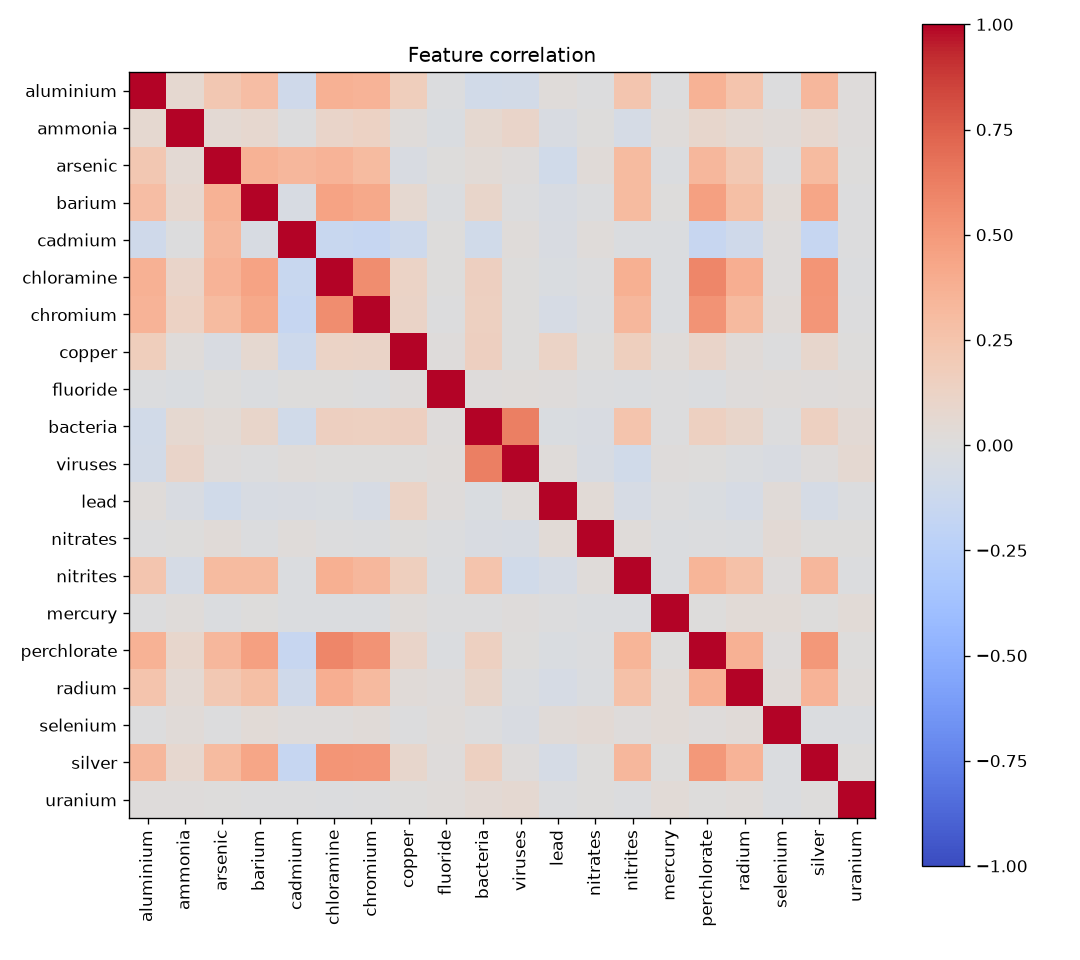 Feature correlation
aluminium
ammonia
arsenic
barium
cadmium
chloramine
chromium
copper
fluoride
bacteria
viruses
lead
nitrates
nitrites
mercury
perchlorate
radium
selenium
silver
uranium
aluminium
ammonia
arsenic
barium
cadmium
chloramine
chromium
copper
fluoride
bacteria
viruses
lead
nitrates
nitrites
mercury
perchlorate
radium
selenium
silver
uranium
1.00
0.75
0.50
0.25
0.00
−0.25
−0.50
−0.75
−1.00